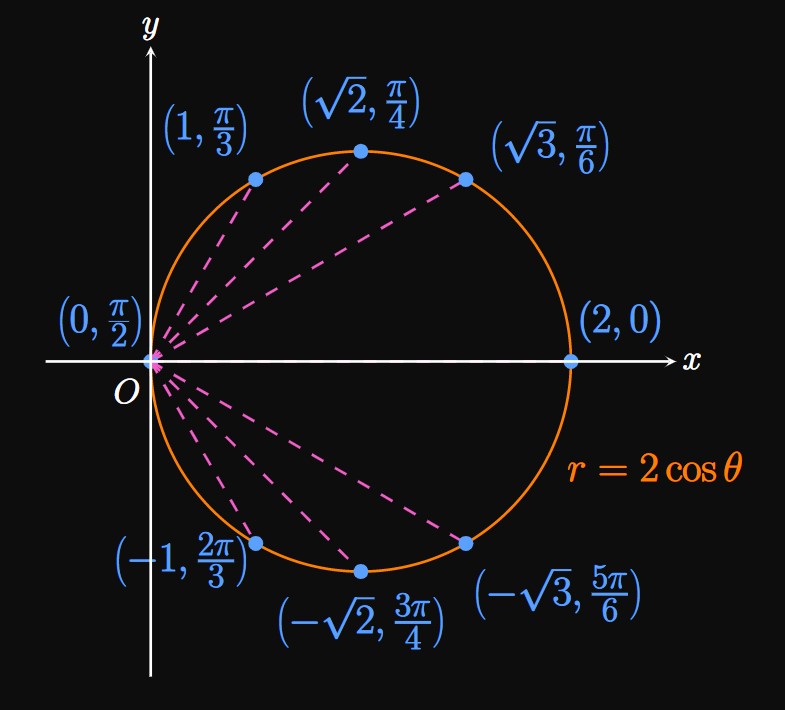 y
(√2, π/4)
(1, π/3)
(√3, π/6)
(0, π/2)
(2, 0)
x
O
r = 2 cos θ
(−1, 2π/3)
(−√3, 5π/6)
(−√2, 3π/4)